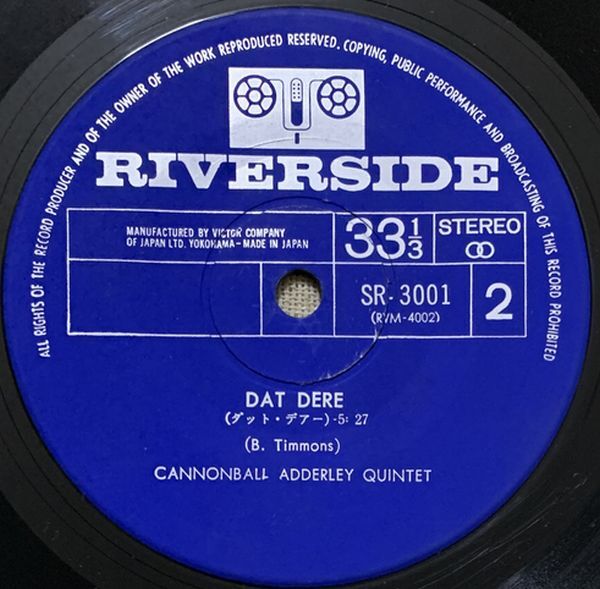 ALL RIGHTS OF THE RECORD PRODUCER AND OF THE OWNER OF THE WORK REPRODUCED RESERVED. COPYING, PUBLIC PERFORMANCE AND BROADCASTING OF THIS RECORD PROHIBITED
RIVERSIDE
MANUFACTURED BY VICTOR COMPANY
OF JAPAN LTD. YOKOHAMA-MADE IN JAPAN
33 1/3
STEREO
SR-3001
(RVM-4002)
2
DAT DERE
(ダット・デアー)-5: 27
(B. Timmons)
CANNONBALL ADDERLEY QUINTET